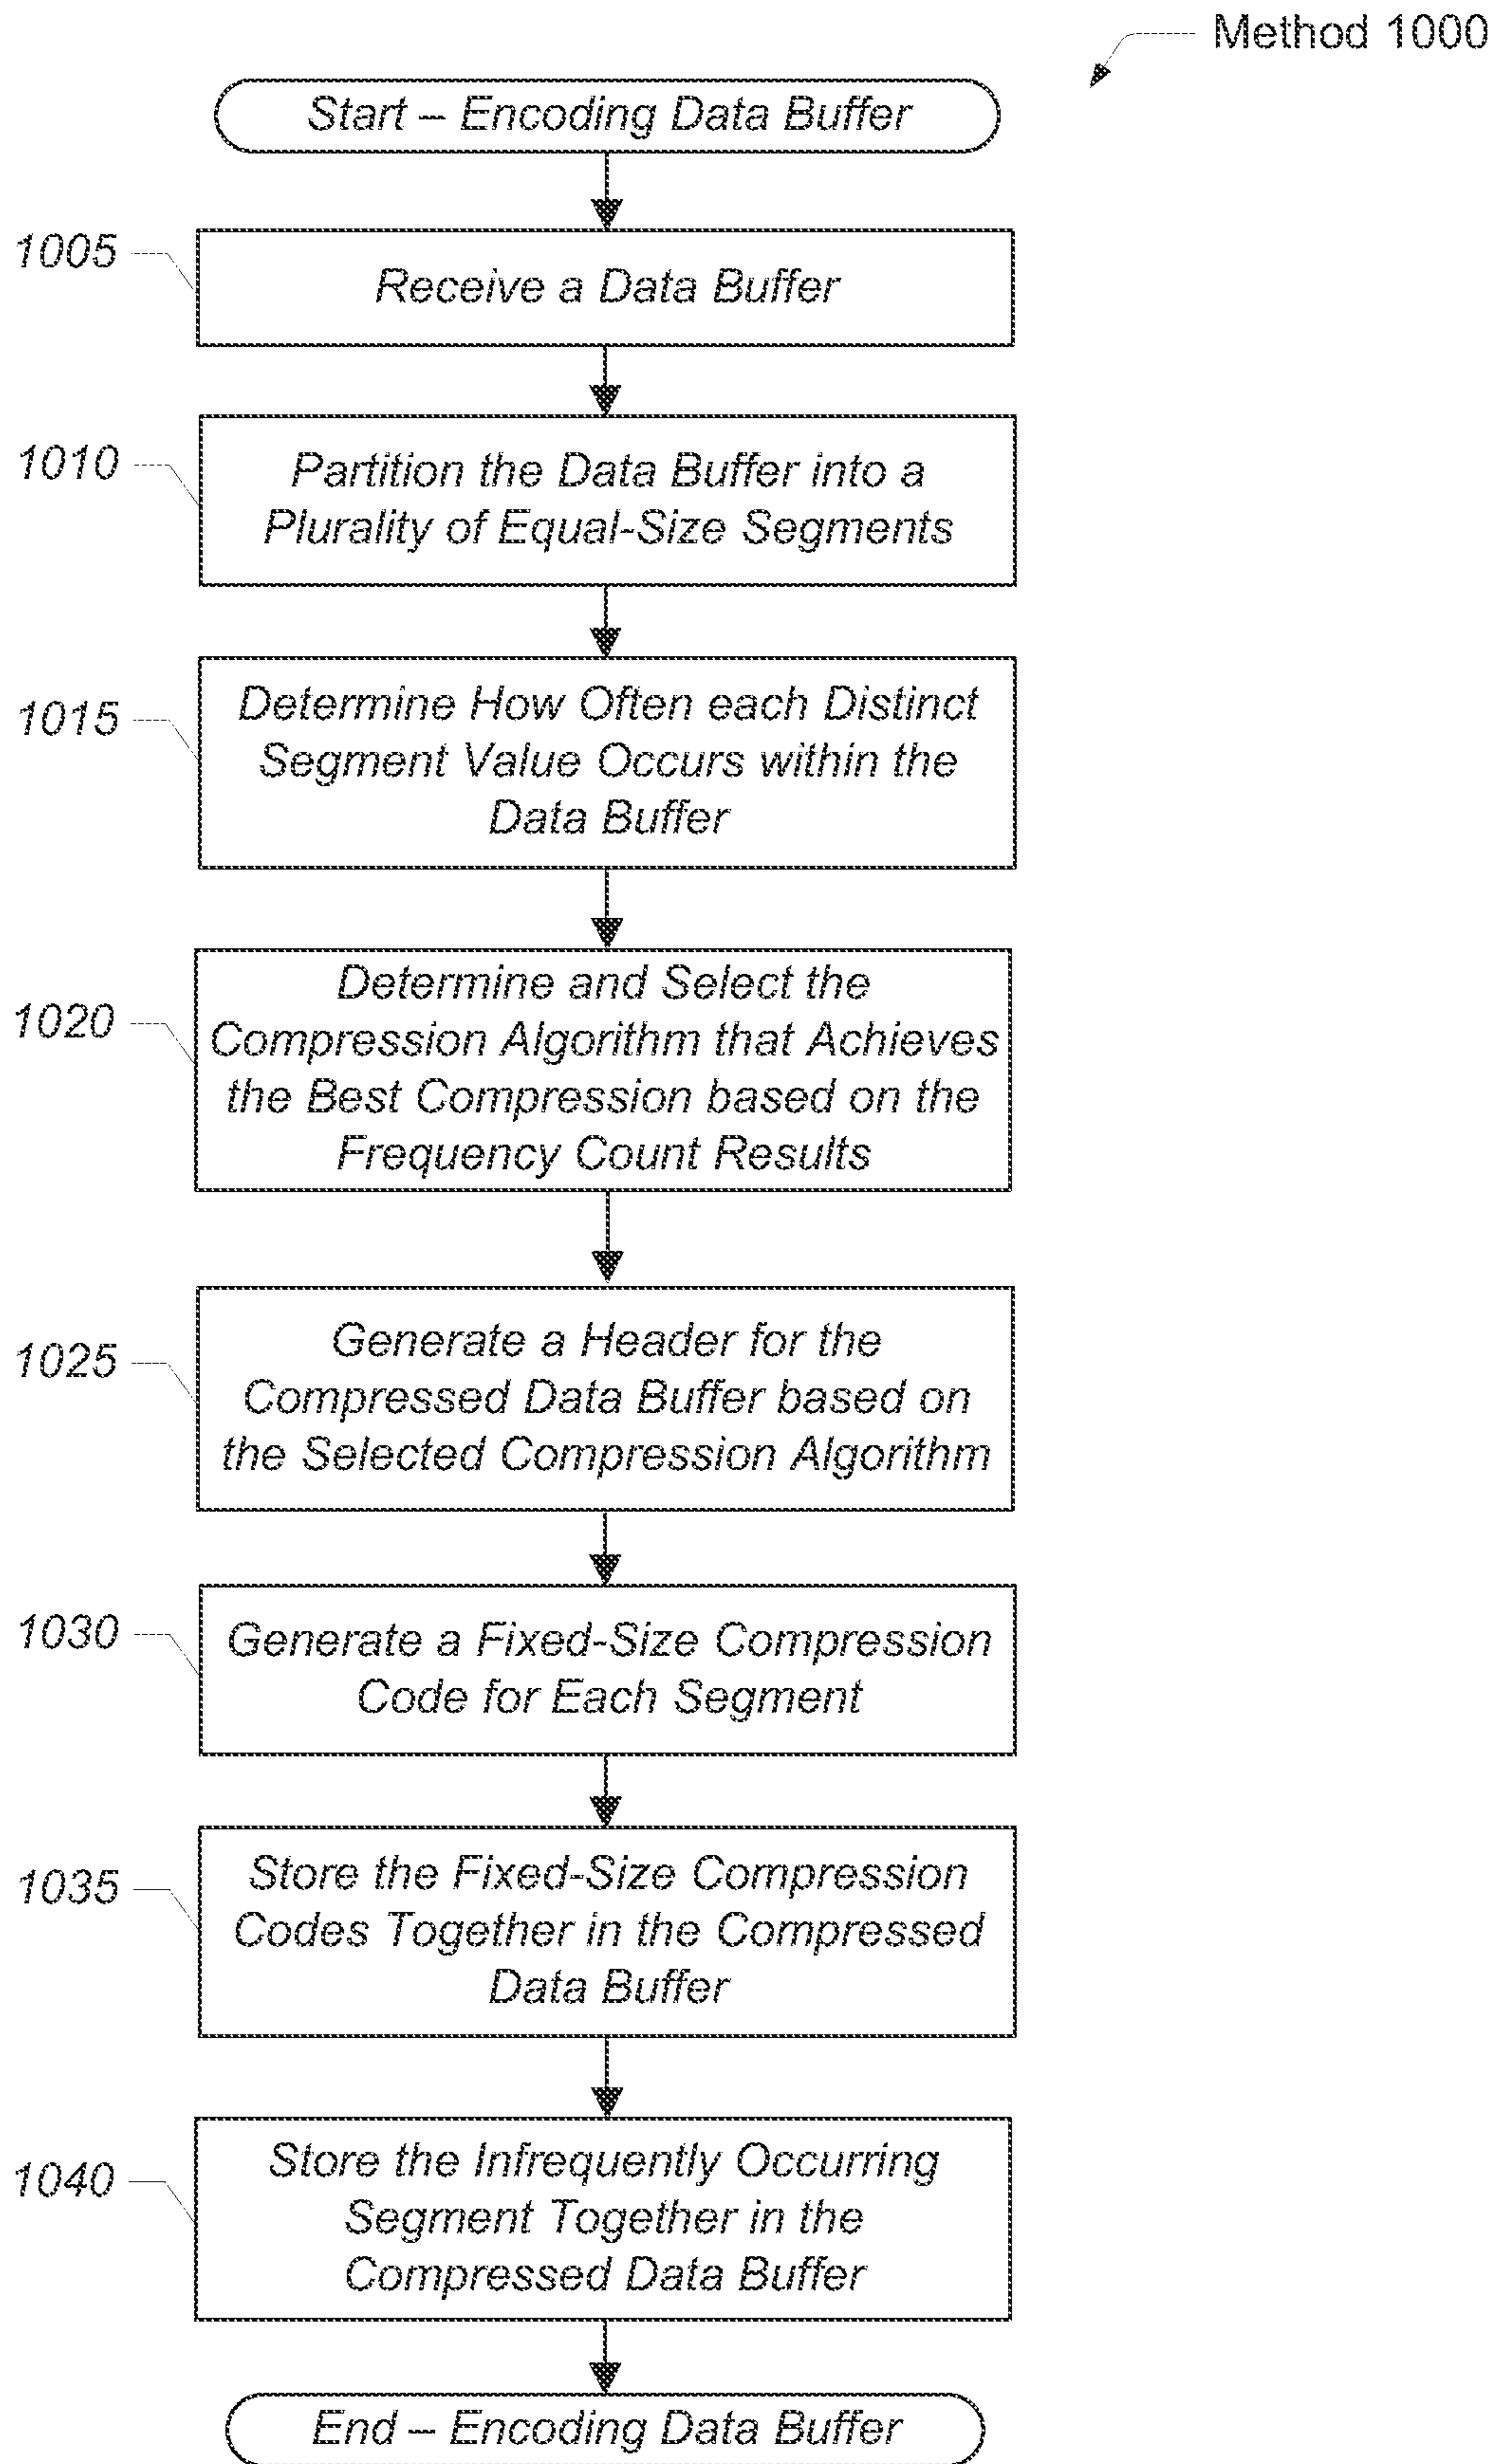 Method 1000
Start – Encoding Data Buffer
1005
Receive a Data Buffer
1010
Partition the Data Buffer into a
Plurality of Equal-Size Segments
1015
Determine How Often each Distinct
Segment Value Occurs within the
Data Buffer
1020
Determine and Select the
Compression Algorithm that Achieves
the Best Compression based on the
Frequency Count Results
1025
Generate a Header for the
Compressed Data Buffer based on
the Selected Compression Algorithm
1030
Generate a Fixed-Size Compression
Code for Each Segment
1035
Store the Fixed-Size Compression
Codes Together in the Compressed
Data Buffer
1040
Store the Infrequently Occurring
Segment Together in the
Compressed Data Buffer
End – Encoding Data Buffer